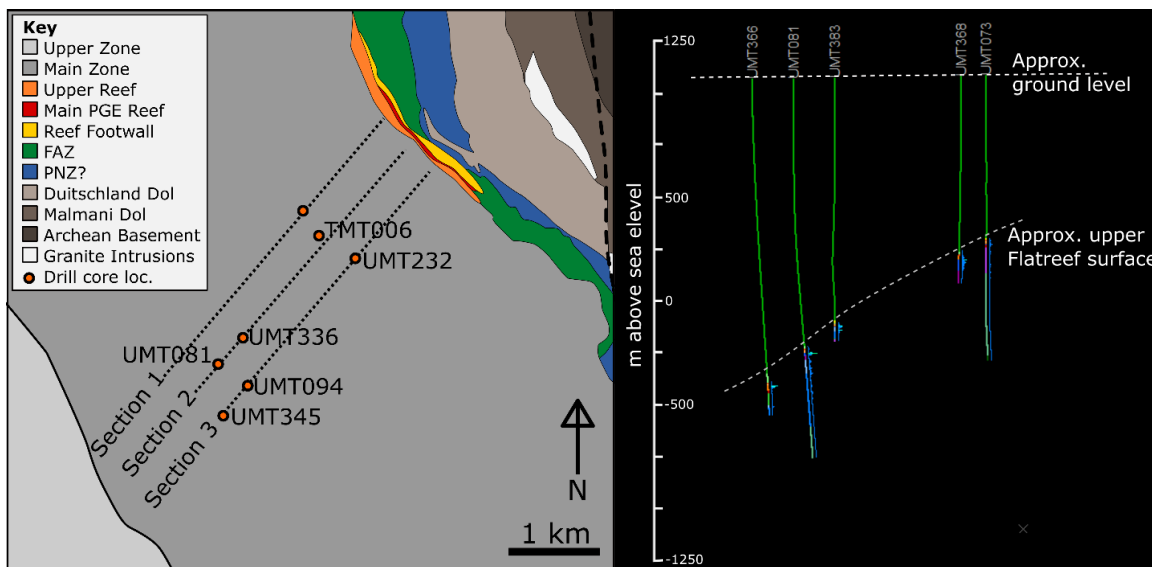 Key
Upper Zone
Main Zone
Upper Reef
Main PGE Reef
Reef Footwall
FAZ
PNZ?
Duitschland Dol
Malmani Dol
Archean Basement
Granite Intrusions
Drill core loc.
TMT006
UMT232
UMT336
UMT081
UMT094
UMT345
Section 1
Section 2
Section 3
N
1 km
1250
500
0
-500
-1250
m above sea elevel
UMT366
UMT081
UMT383
UMT368
UMT073
Approx.
ground level
Approx. upper
Flatreef surface